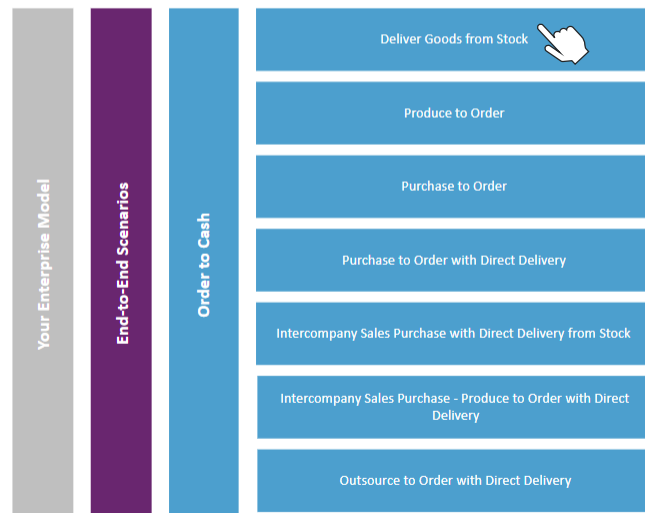 Your Enterprise Model
End-to-End Scenarios
Order to Cash
Deliver Goods from Stock
Produce to Order
Purchase to Order
Purchase to Order with Direct Delivery
Intercompany Sales Purchase with Direct Delivery from Stock
Intercompany Sales Purchase - Produce to Order with Direct
Delivery
Outsource to Order with Direct Delivery